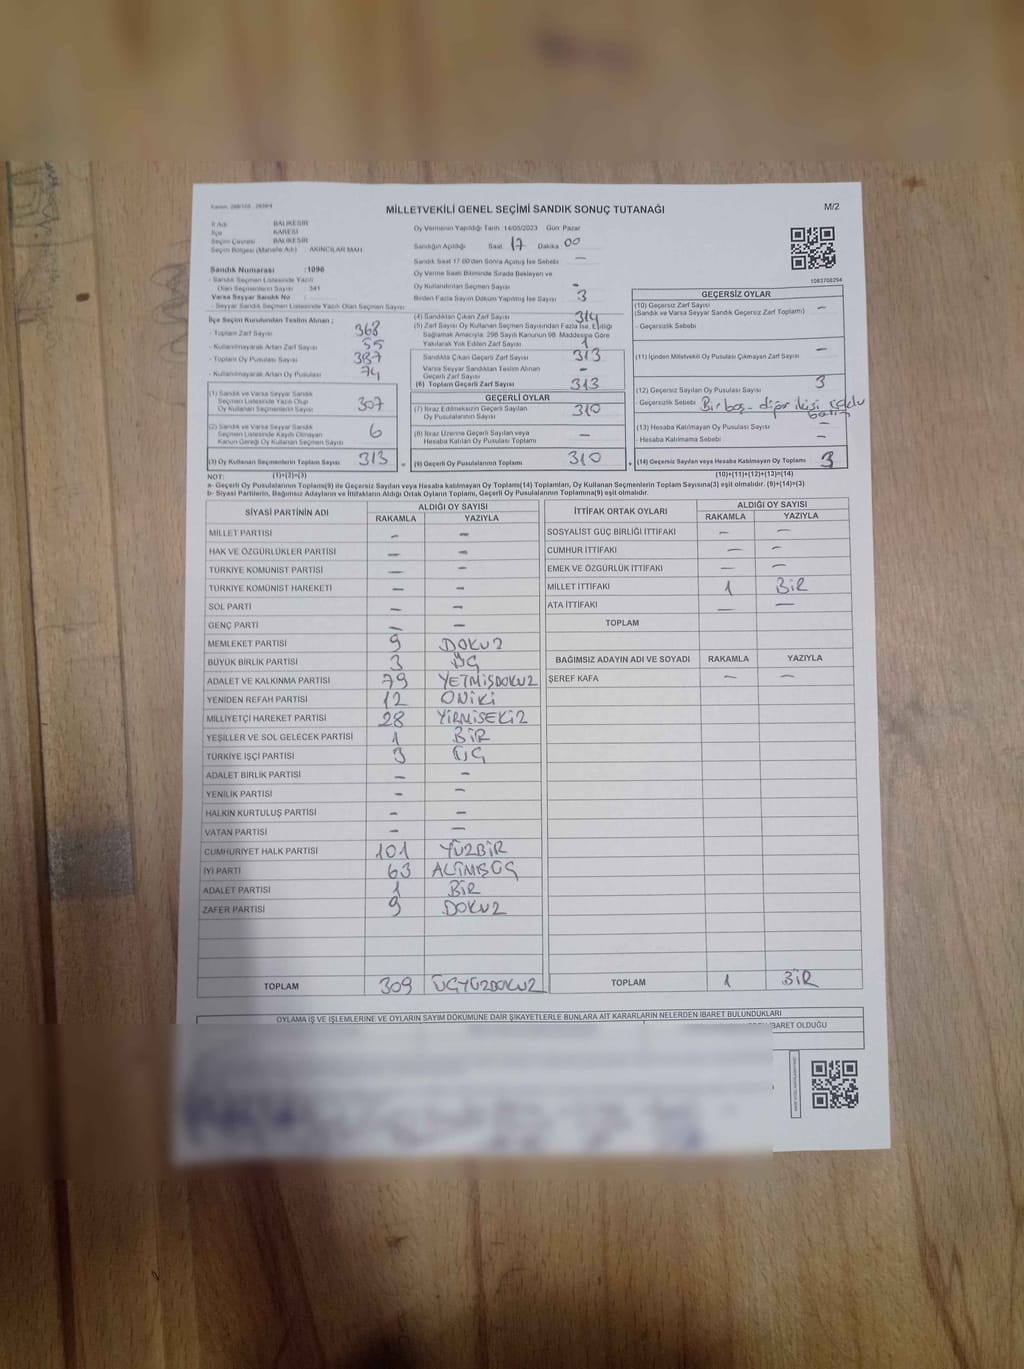 MİLLETVEKİLİ GENEL SEÇİMİ SANDIK SONUÇ TUTANAĞI
M/2
İl Adı BALIKESİR
İlçe KARESİ
Seçim Çevresi BALIKESİR
Seçim Bölgesi (Mahalle Adı) : AKINCILAR MAH
Sandık Numarası :1096
- Sandık Seçmen Listesinde Yazılı
Olan Seçmenlerin Sayısı : 341
Varsa Seyyar Sandık No :
- Seyyar Sandık Seçmen Listesinde Yazılı Olan Seçmen Sayısı
Oy Vermenin Yapıldığı Tarih 14/05/2023 Gün: Pazar
Sandığın Açıldığı Saat 17 Dakika 00
Sandık Saat 17:00'den Sonra Açılmış İse Sebebi —
Oy Verme Saati Bitiminde Sırada Bekleyen ve
Oy Kullandırılan Seçmen Sayısı -
Birden Fazla Sayım Döküm Yapılmış İse Sayısı 3
1083708294
İlçe Seçim Kurulundan Teslim Alınan ;
- Toplam Zarf Sayısı 368
- Kullanılmayarak Artan Zarf Sayısı 55
- Toplam Oy Pusulası Sayısı 387
- Kullanılmayarak Artan Oy Pusulası 74
(1) Sandık ve Varsa Seyyar Sandık
Seçmen Listesinde Yazılı Olup
Oy Kullanan Seçmenlerin Sayısı 307
(2) Sandık ve Varsa Seyyar Sandık
Seçmen Listesinde Kayıtlı Olmayan
Kanun Gereği Oy Kullanan Seçmen Sayısı 6
(3) Oy Kullanan Seçmenlerin Toplam Sayısı 313
(1)+(2)=(3)
(4) Sandıktan Çıkan Zarf Sayısı 314
(5) Zarf Sayısı Oy Kullanan Seçmen Sayısından Fazla İse, Eşitliği
Sağlamak Amacıyla 298 Sayılı Kanunun 98. Maddesine Göre
Yakılarak Yok Edilen Zarf Sayısı 1
Sandıkta Çıkan Geçerli Zarf Sayısı 313
Varsa Seyyar Sandıktan Teslim Alınan
Geçerli Zarf Sayısı -
(6) Toplam Geçerli Zarf Sayısı 313
GEÇERLİ OYLAR
(7) İtiraz Edilmeksizin Geçerli Sayılan
Oy Pusulalarının Sayısı 310
(8) İtiraz Üzerine Geçerli Sayılan veya
Hesaba Katılan Oy Pusulası Toplamı —
(9) Geçerli Oy Pusulalarının Toplamı 310
GEÇERSİZ OYLAR
(10) Geçersiz Zarf Sayısı —
(Sandık ve Varsa Seyyar Sandık Geçersiz Zarf Toplamı)
- Geçersizlik Sebebi
(11) İçinden Milletvekili Oy Pusulası Çıkmayan Zarf Sayısı —
(12) Geçersiz Sayılan Oy Pusulası Sayısı 3
- Geçersizlik Sebebi Bir boş - diğer ikisi
(13) Hesaba Katılmayan Oy Pusulası Sayısı —
- Hesaba Katılmama Sebebi —
(14) Geçersiz Sayılan veya Hesaba Katılmayan Oy Toplamı 3
(10)+(11)+(12)+(13)=(14)
NOT:
a- Geçerli Oy Pusulalarının Toplamı(9) ile Geçersiz Sayılan veya Hesaba katılmayan Oy Toplamı(14) Toplamları, Oy Kullanan Seçmenlerin Toplam Sayısına(3) eşit olmalıdır. (9)+(14)=(3)
b- Siyasi Partilerin, Bağımsız Adayların ve İttifakların Aldığı Ortak Oyların Toplamı, Geçerli Oy Pusulalarının Toplamına(9) eşit olmalıdır.
SİYASİ PARTİNİN ADI ALDIĞI OY SAYISI
RAKAMLA YAZIYLA
MİLLET PARTİSİ - -
HAK VE ÖZGÜRLÜKLER PARTİSİ - -
TÜRKİYE KOMÜNİST PARTİSİ - -
TÜRKİYE KOMÜNİST HAREKETİ - -
SOL PARTİ - -
GENÇ PARTİ - -
MEMLEKET PARTİSİ 9 DOKUZ
BÜYÜK BİRLİK PARTİSİ 3 ÜÇ
ADALET VE KALKINMA PARTİSİ 79 YETMİŞDOKUZ
YENİDEN REFAH PARTİSİ 12 ONİKİ
MİLLİYETÇİ HAREKET PARTİSİ 28 YİRMİSEKİZ
YEŞİLLER VE SOL GELECEK PARTİSİ 1 BİR
TÜRKİYE İŞÇİ PARTİSİ 3 ÜÇ
ADALET BİRLİK PARTİSİ - -
YENİLİK PARTİSİ - -
HALKIN KURTULUŞ PARTİSİ - -
VATAN PARTİSİ - -
CUMHURİYET HALK PARTİSİ 101 YÜZBİR
İYİ PARTİ 63 ALTMIŞÜÇ
ADALET PARTİSİ 1 BİR
ZAFER PARTİSİ 9 DOKUZ
TOPLAM 309 ÜÇYÜZDOKUZ
İTTİFAK ORTAK OYLARI ALDIĞI OY SAYISI
RAKAMLA YAZIYLA
SOSYALİST GÜÇ BİRLİĞİ İTTİFAKI - -
CUMHUR İTTİFAKI - -
EMEK VE ÖZGÜRLÜK İTTİFAKI - -
MİLLET İTTİFAKI 1 BİR
ATA İTTİFAKI - -
TOPLAM
BAĞIMSIZ ADAYIN ADI VE SOYADI RAKAMLA YAZIYLA
ŞEREF KAFA - -
TOPLAM 1 BİR
OYLAMA İŞ VE İŞLEMLERİNE VE OYLARIN SAYIM DÖKÜMÜNE DAİR ŞİKAYETLERLE BUNLARA AİT KARARLARIN NELERDEN İBARET BULUNDUKLARI
İBARET OLDUĞU